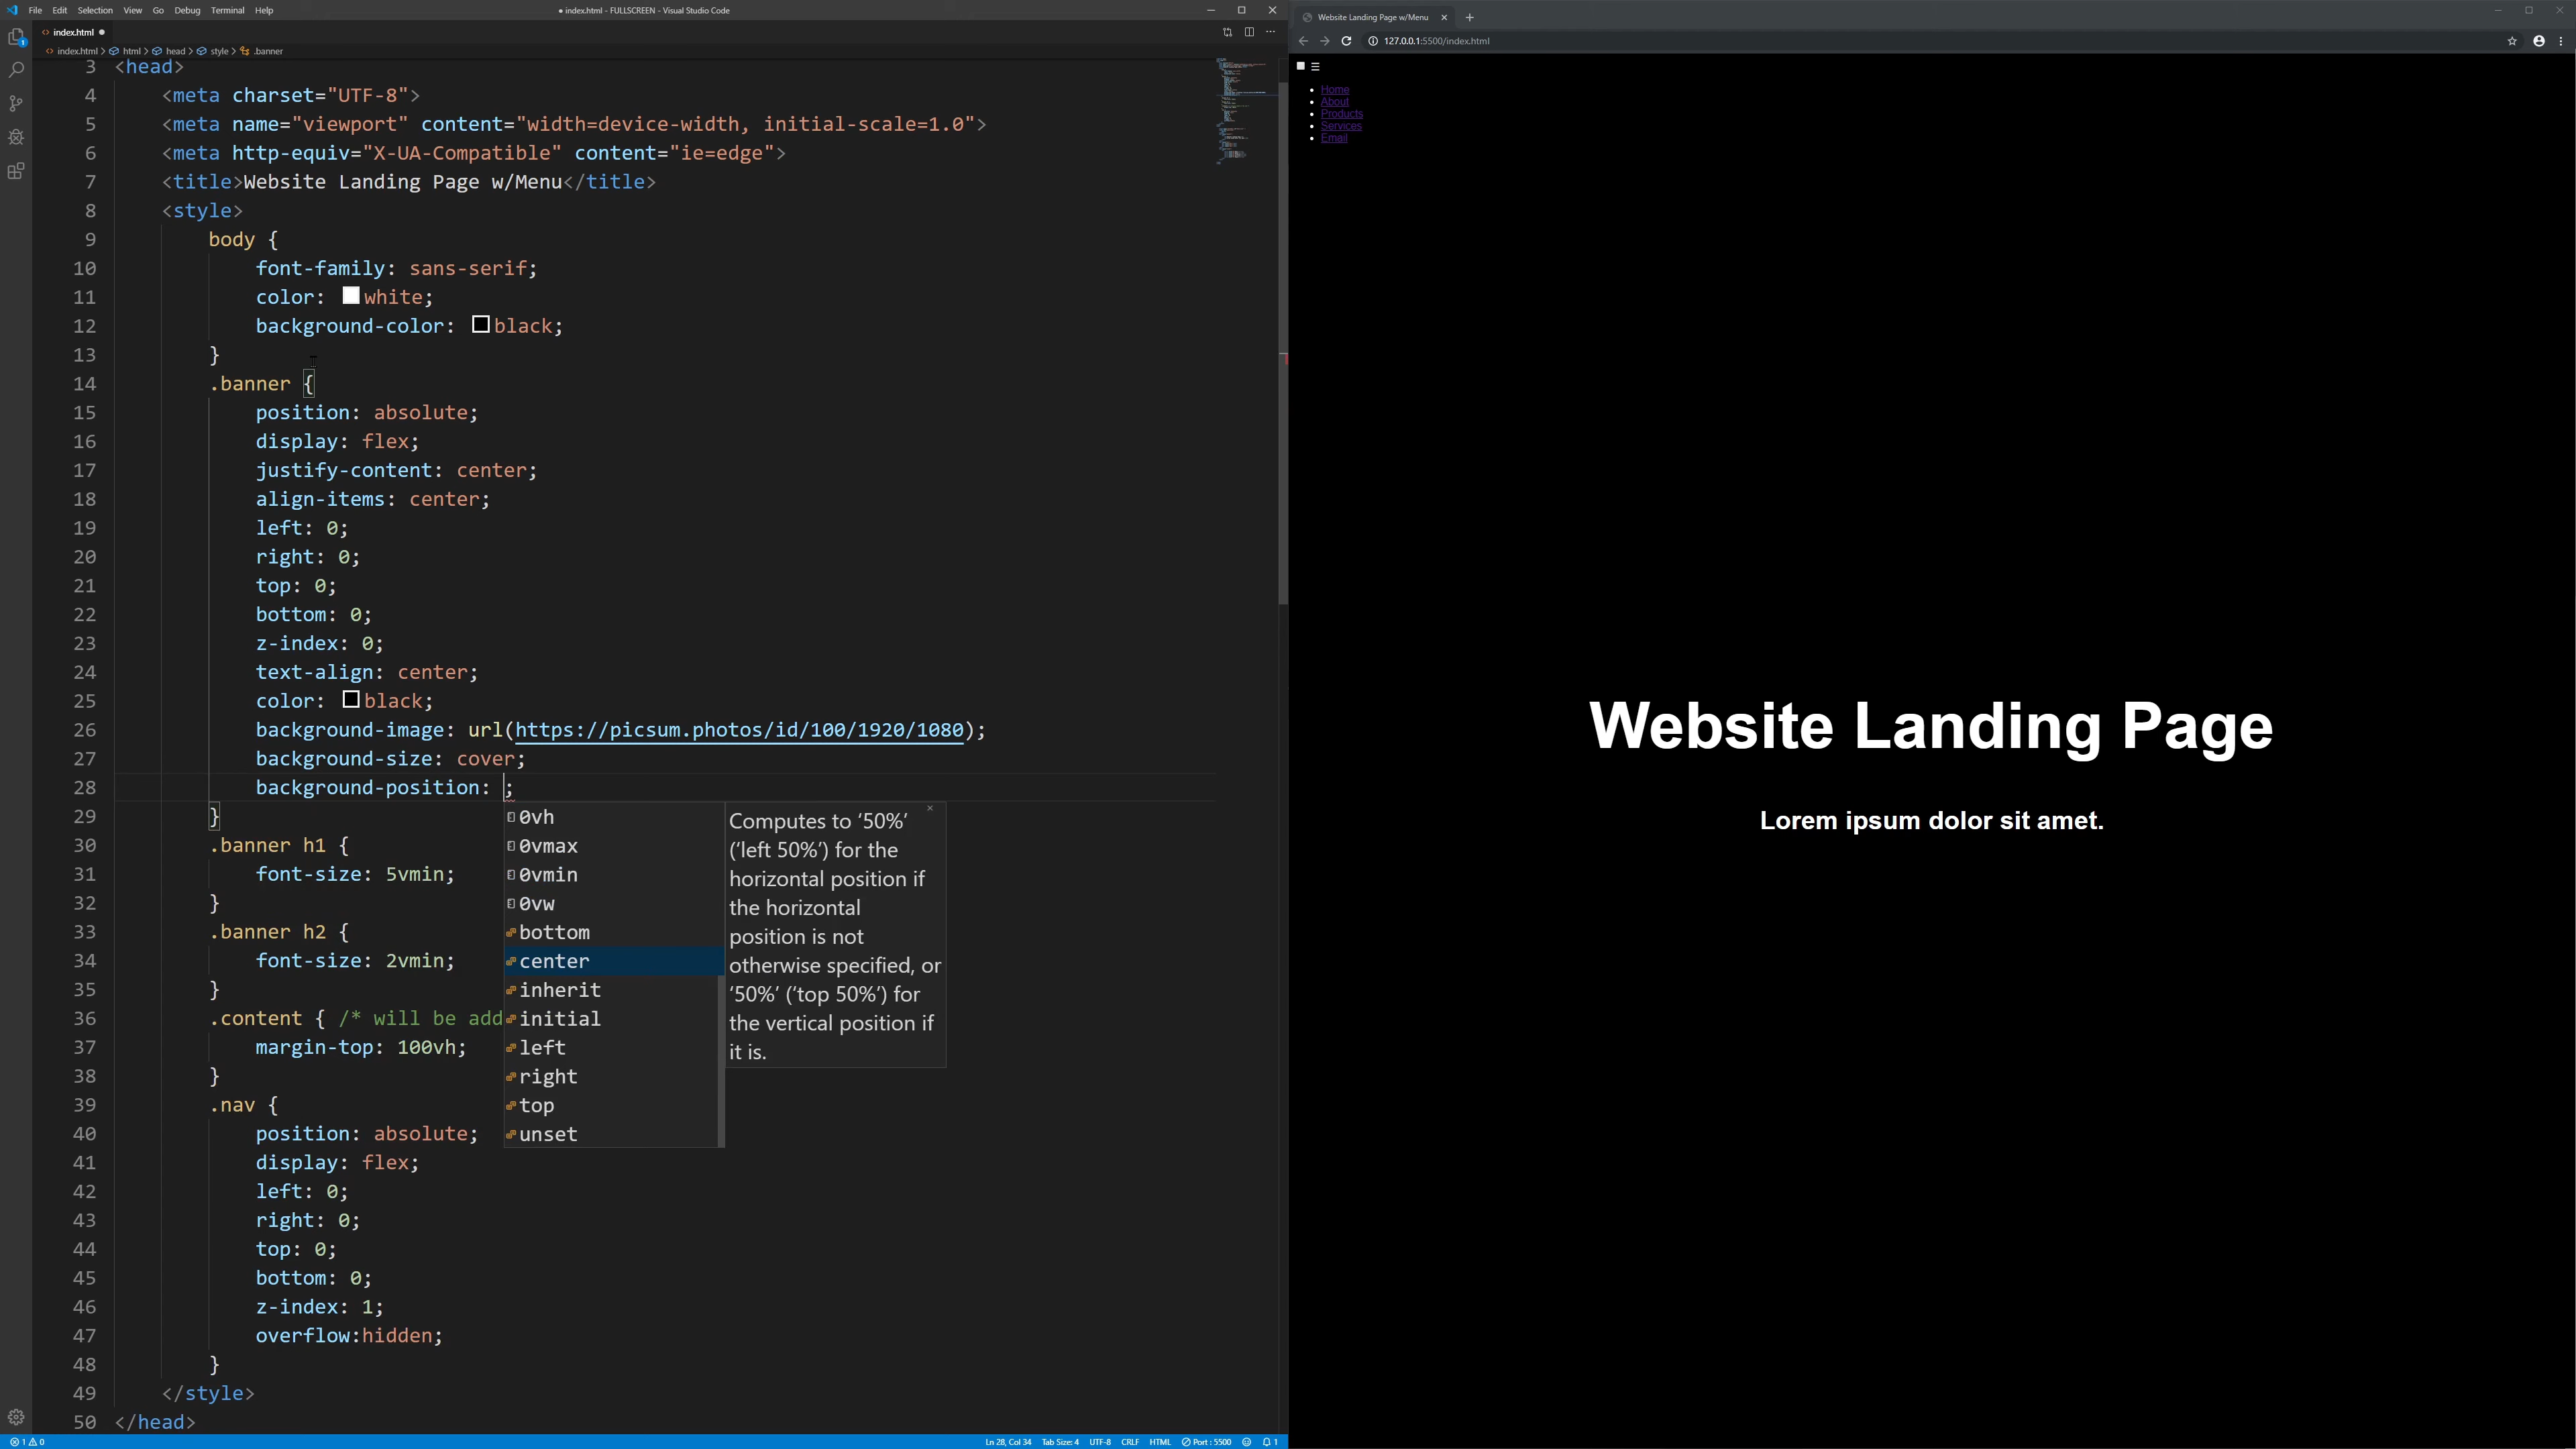 File Edit Selection View Go Debug Terminal Help
● index.html - FULLSCREEN - Visual Studio Code
index.html
index.html > html > head > style > .banner
3 <head>
4 <meta charset="UTF-8">
5 <meta name="viewport" content="width=device-width, initial-scale=1.0">
6 <meta http-equiv="X-UA-Compatible" content="ie=edge">
7 <title>Website Landing Page w/Menu</title>
8 <style>
9 body {
10 font-family: sans-serif;
11 color: white;
12 background-color: black;
13 }
14 .banner {
15 position: absolute;
16 display: flex;
17 justify-content: center;
18 align-items: center;
19 left: 0;
20 right: 0;
21 top: 0;
22 bottom: 0;
23 z-index: 0;
24 text-align: center;
25 color: black;
26 background-image: url(https://picsum.photos/id/100/1920/1080);
27 background-size: cover;
28 background-position: ;
29 }
30 .banner h1 {
31 font-size: 5vmin;
32 }
33 .banner h2 {
34 font-size: 2vmin;
35 }
36 .content { /* will be add
37 margin-top: 100vh;
38 }
39 .nav {
40 position: absolute;
41 display: flex;
42 left: 0;
43 right: 0;
44 top: 0;
45 bottom: 0;
46 z-index: 1;
47 overflow:hidden;
48 }
49 </style>
50 </head>
0vh
0vmax
0vmin
0vw
bottom
center
inherit
initial
left
right
top
unset
Computes to ‘50%’
(‘left 50%’) for the
horizontal position if
the horizontal
position is not
otherwise specified, or
‘50%’ (‘top 50%’) for
the vertical position if
it is.
1 0
Ln 28, Col 34 Tab Size: 4 UTF-8 CRLF HTML Port : 5500 1
Website Landing Page w/Menu
127.0.0.1:5500/index.html
☰
Home
About
Products
Services
Email
Website Landing Page
Lorem ipsum dolor sit amet.